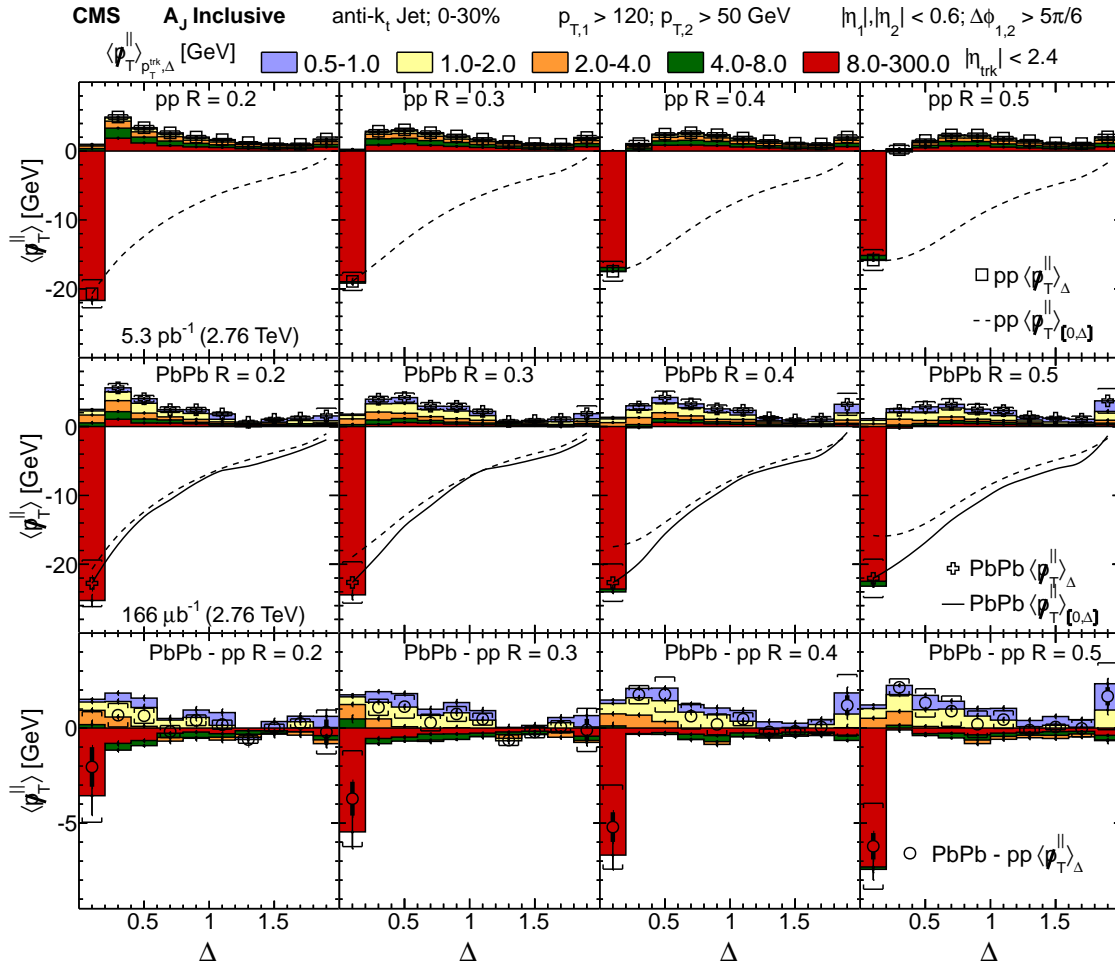 CMS A_J Inclusive anti-k_t Jet; 0-30% p_{T,1} > 120; p_{T,2} > 50 GeV |η_1|,|η_2| < 0.6; Δϕ_{1,2} > 5π/6
⟨p̸_T^||⟩_{p_T^{trk},Δ} [GeV] 0.5-1.0 1.0-2.0 2.0-4.0 4.0-8.0 8.0-300.0 |η_{trk}| < 2.4
pp R = 0.2 pp R = 0.3 pp R = 0.4 pp R = 0.5
0
-10
-20
⟨p̸_T^||⟩ [GeV]
5.3 pb^{-1} (2.76 TeV)
pp ⟨p̸_T^||⟩_Δ
pp ⟨p̸_T^||⟩_{[0,Δ]}
PbPb R = 0.2 PbPb R = 0.3 PbPb R = 0.4 PbPb R = 0.5
0
-10
-20
⟨p̸_T^||⟩ [GeV]
166 μb^{-1} (2.76 TeV)
PbPb ⟨p̸_T^||⟩_Δ
PbPb ⟨p̸_T^||⟩_{[0,Δ]}
PbPb - pp R = 0.2 PbPb - pp R = 0.3 PbPb - pp R = 0.4 PbPb - pp R = 0.5
0
-5
⟨p̸_T^||⟩ [GeV]
PbPb - pp ⟨p̸_T^||⟩_Δ
0.5 1 1.5 0.5 1 1.5 0.5 1 1.5 0.5 1 1.5
Δ Δ Δ Δ